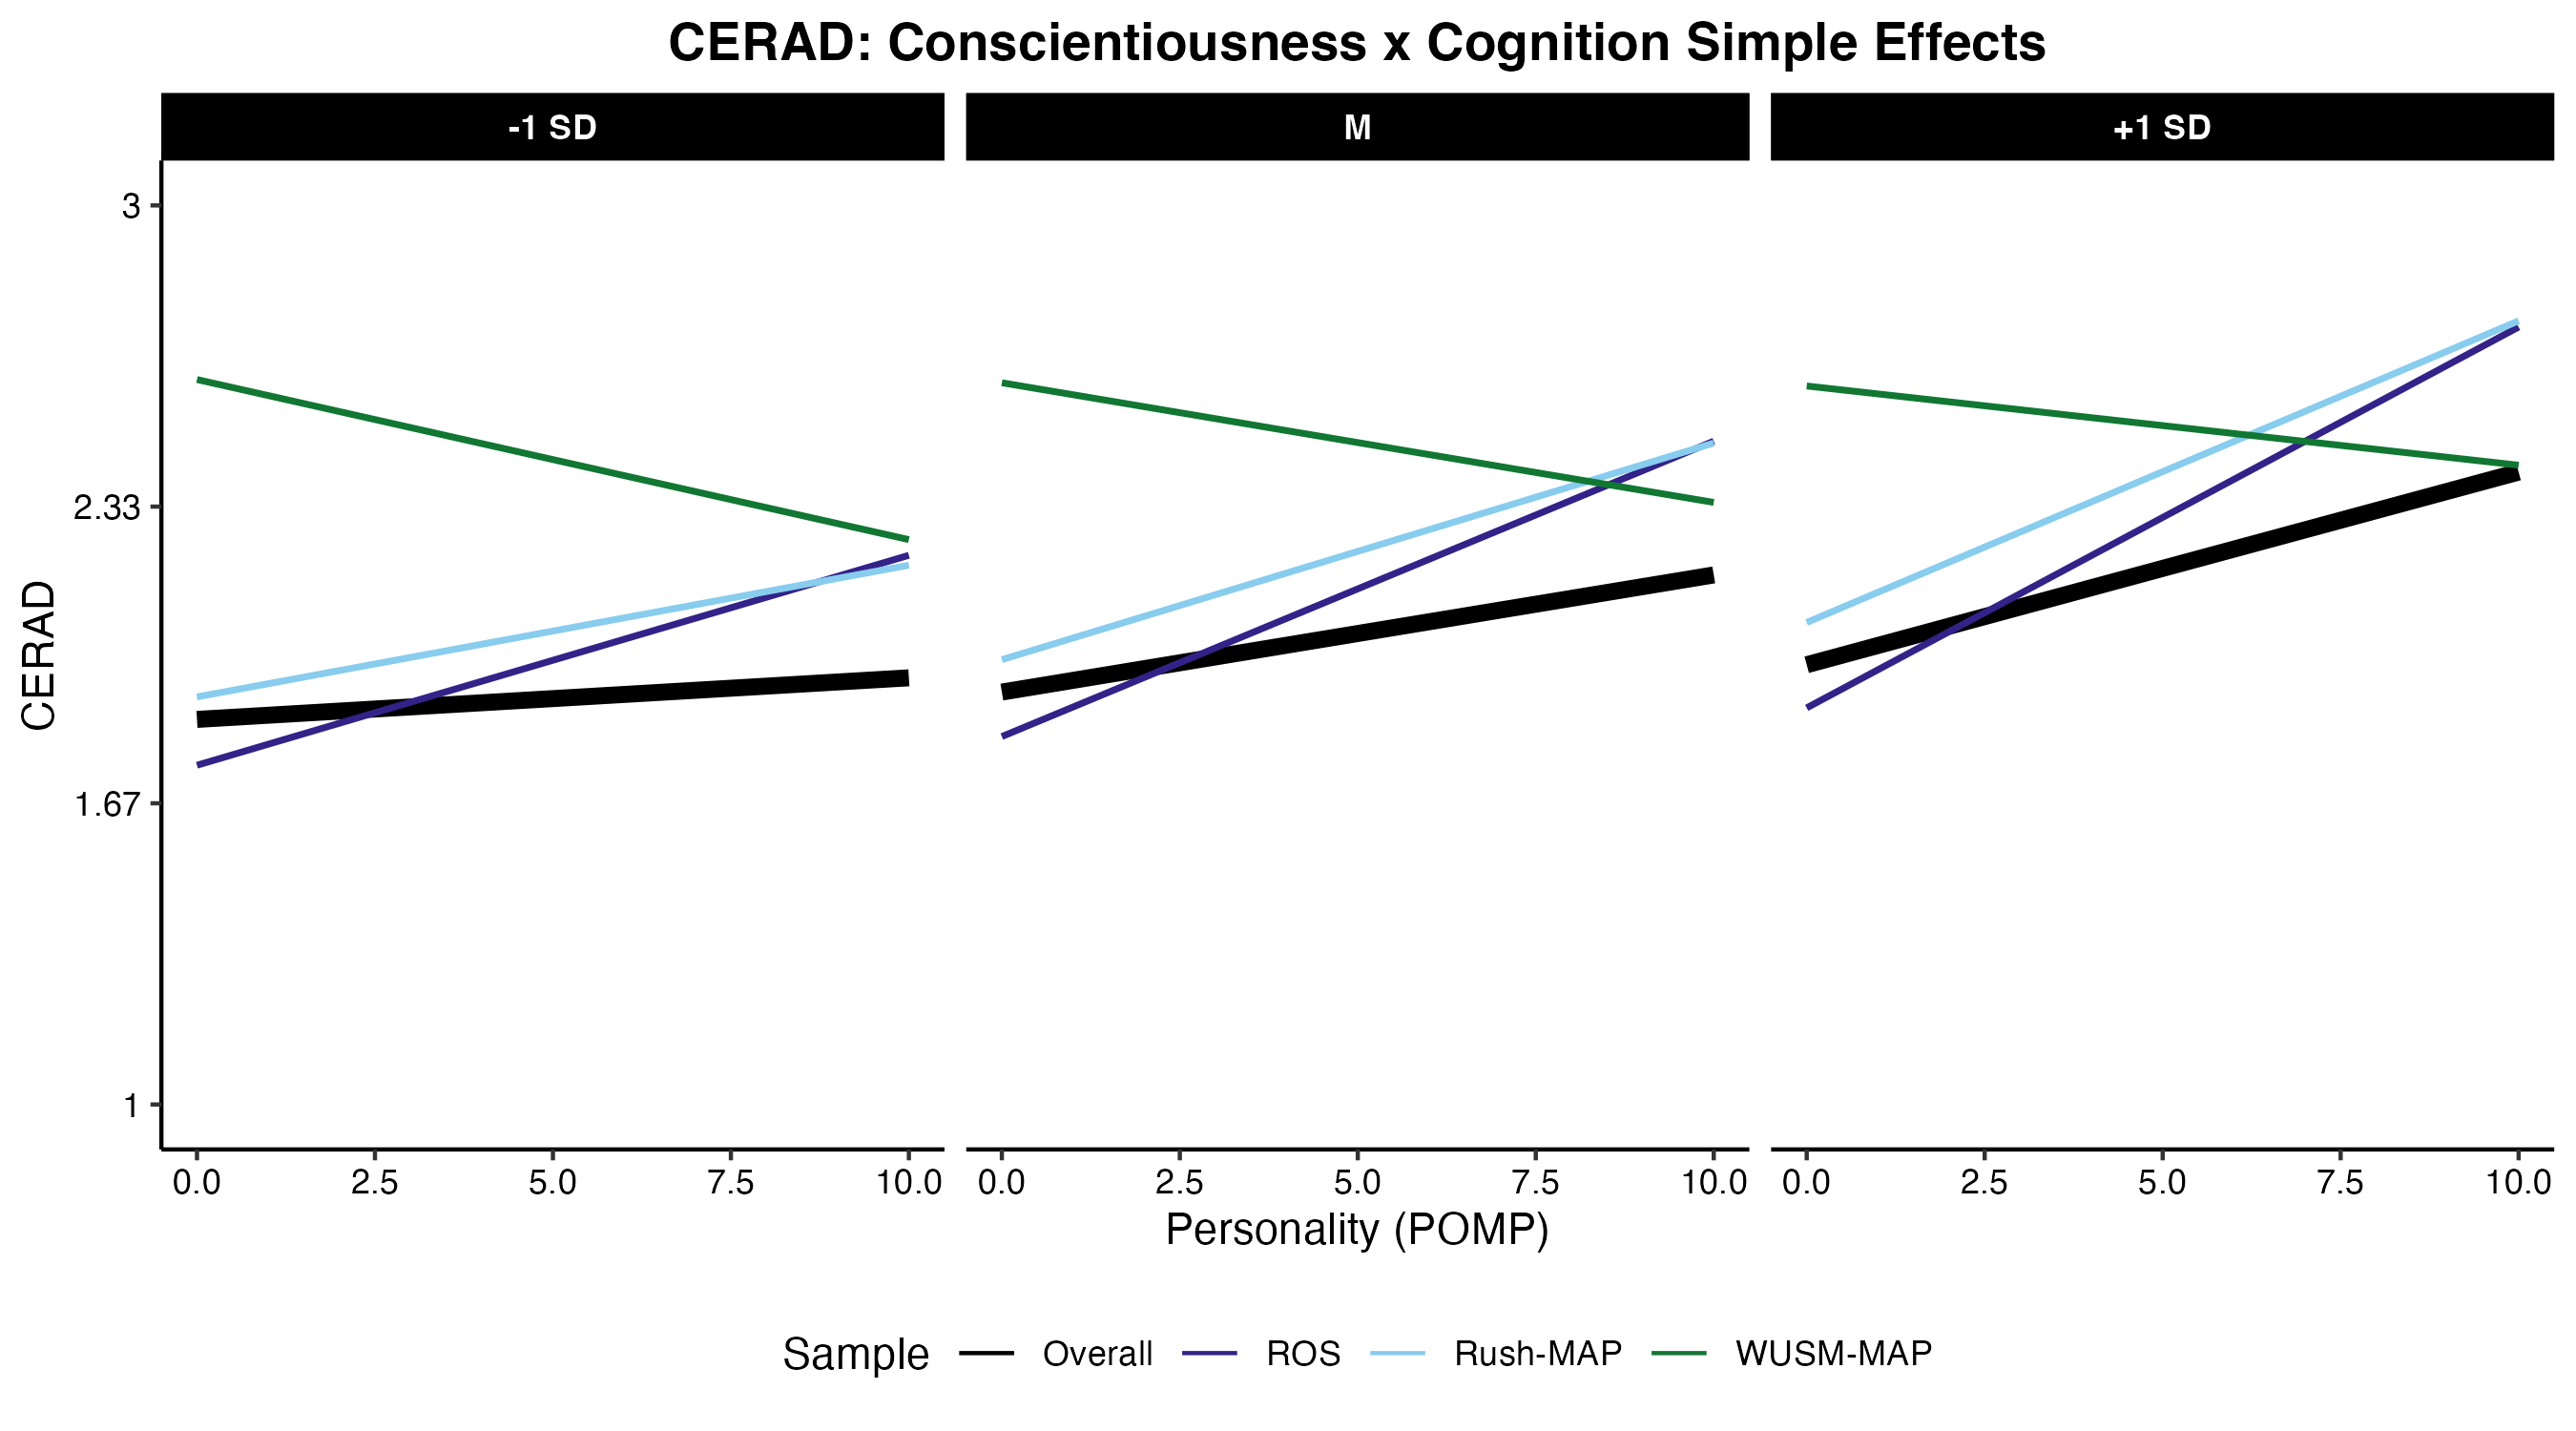 CERAD: Conscientiousness x Cognition Simple Effects
-1 SD
M
+1 SD
3
2.33
1.67
1
CERAD
0.0 2.5 5.0 7.5 10.0
0.0 2.5 5.0 7.5 10.0
0.0 2.5 5.0 7.5 10.0
Personality (POMP)
Sample Overall ROS Rush-MAP WUSM-MAP